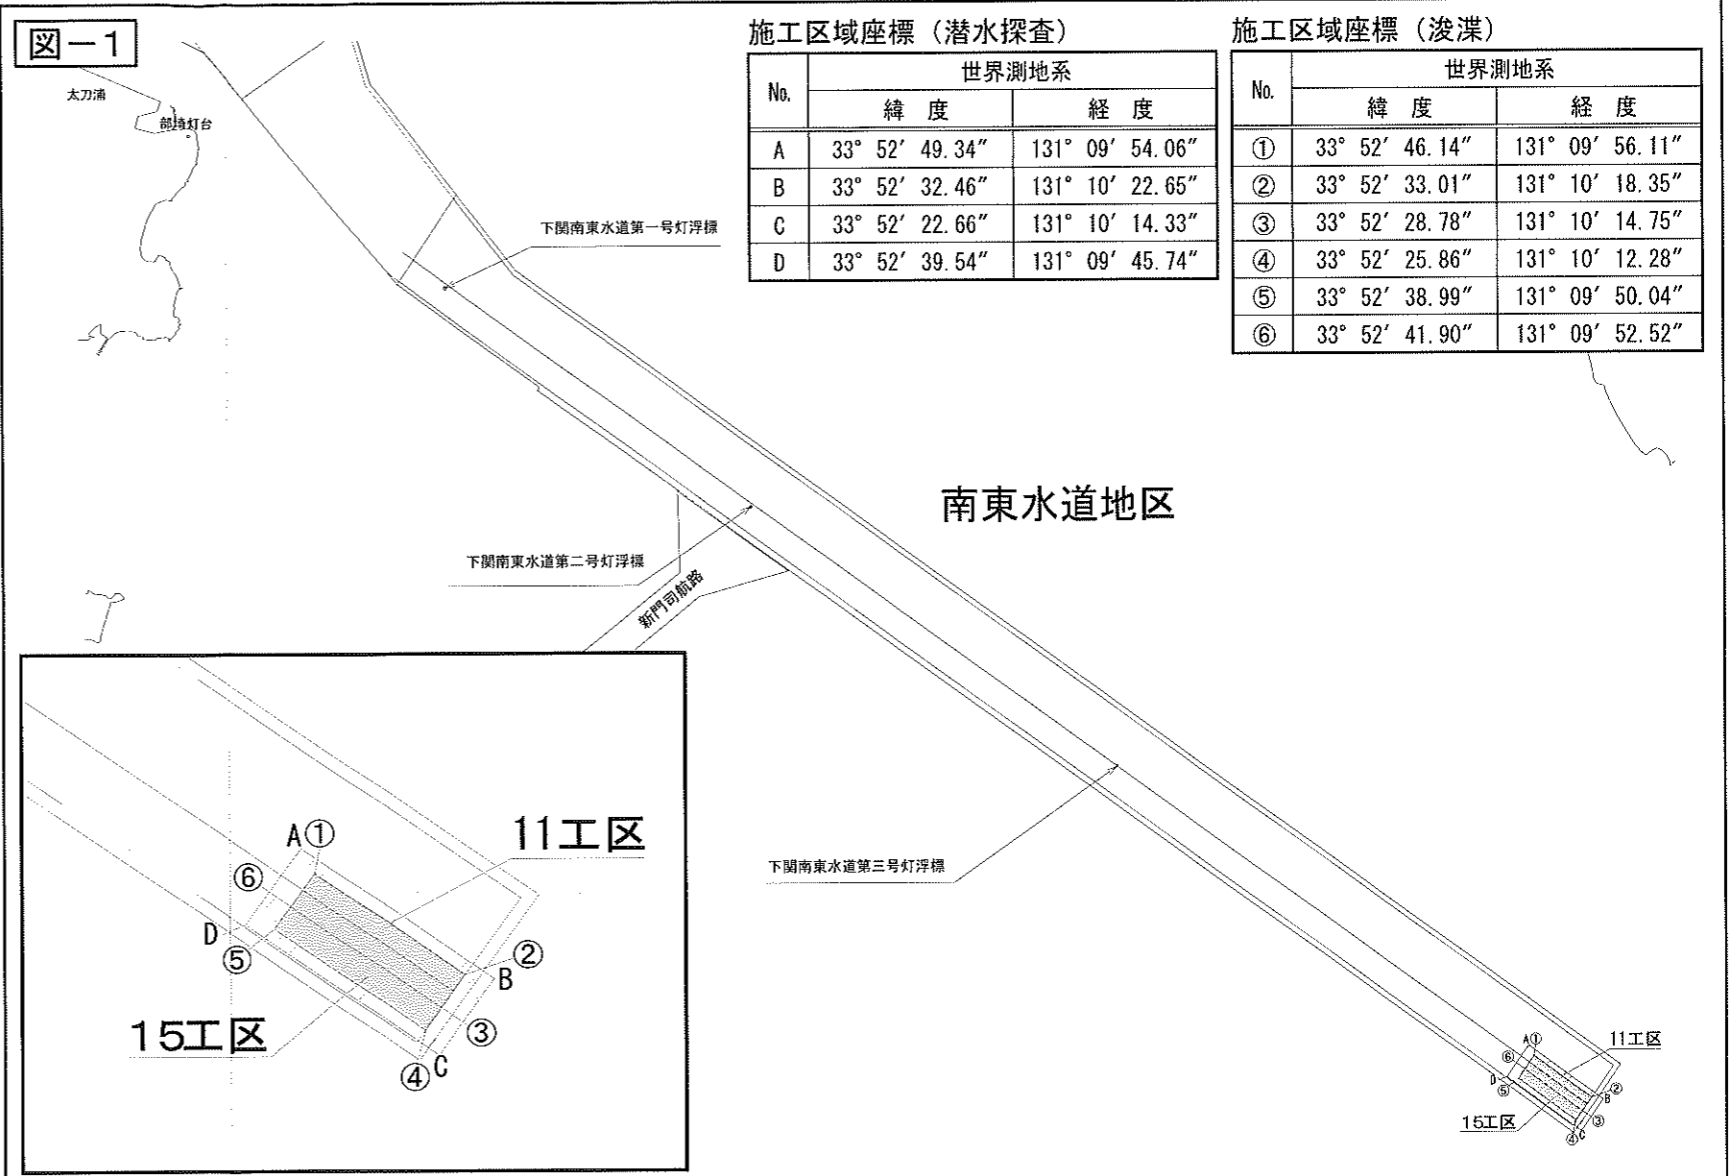 図－1
太刀浦
部埼灯台
施工区域座標（潜水探査）
No. 世界測地系
緯 度 経 度
A 33° 52′ 49.34″ 131° 09′ 54.06″
B 33° 52′ 32.46″ 131° 10′ 22.65″
C 33° 52′ 22.66″ 131° 10′ 14.33″
D 33° 52′ 39.54″ 131° 09′ 45.74″
施工区域座標（浚渫）
No. 世界測地系
緯 度 経 度
① 33° 52′ 46.14″ 131° 09′ 56.11″
② 33° 52′ 33.01″ 131° 10′ 18.35″
③ 33° 52′ 28.78″ 131° 10′ 14.75″
④ 33° 52′ 25.86″ 131° 10′ 12.28″
⑤ 33° 52′ 38.99″ 131° 09′ 50.04″
⑥ 33° 52′ 41.90″ 131° 09′ 52.52″
下関南東水道第一号灯浮標
南東水道地区
下関南東水道第二号灯浮標
新門司航路
下関南東水道第三号灯浮標
11工区
A①
⑥
D
⑤
②
B
③
15工区
C
④
11工区
A①
⑥
D
⑤
②
B
③
15工区
C
④